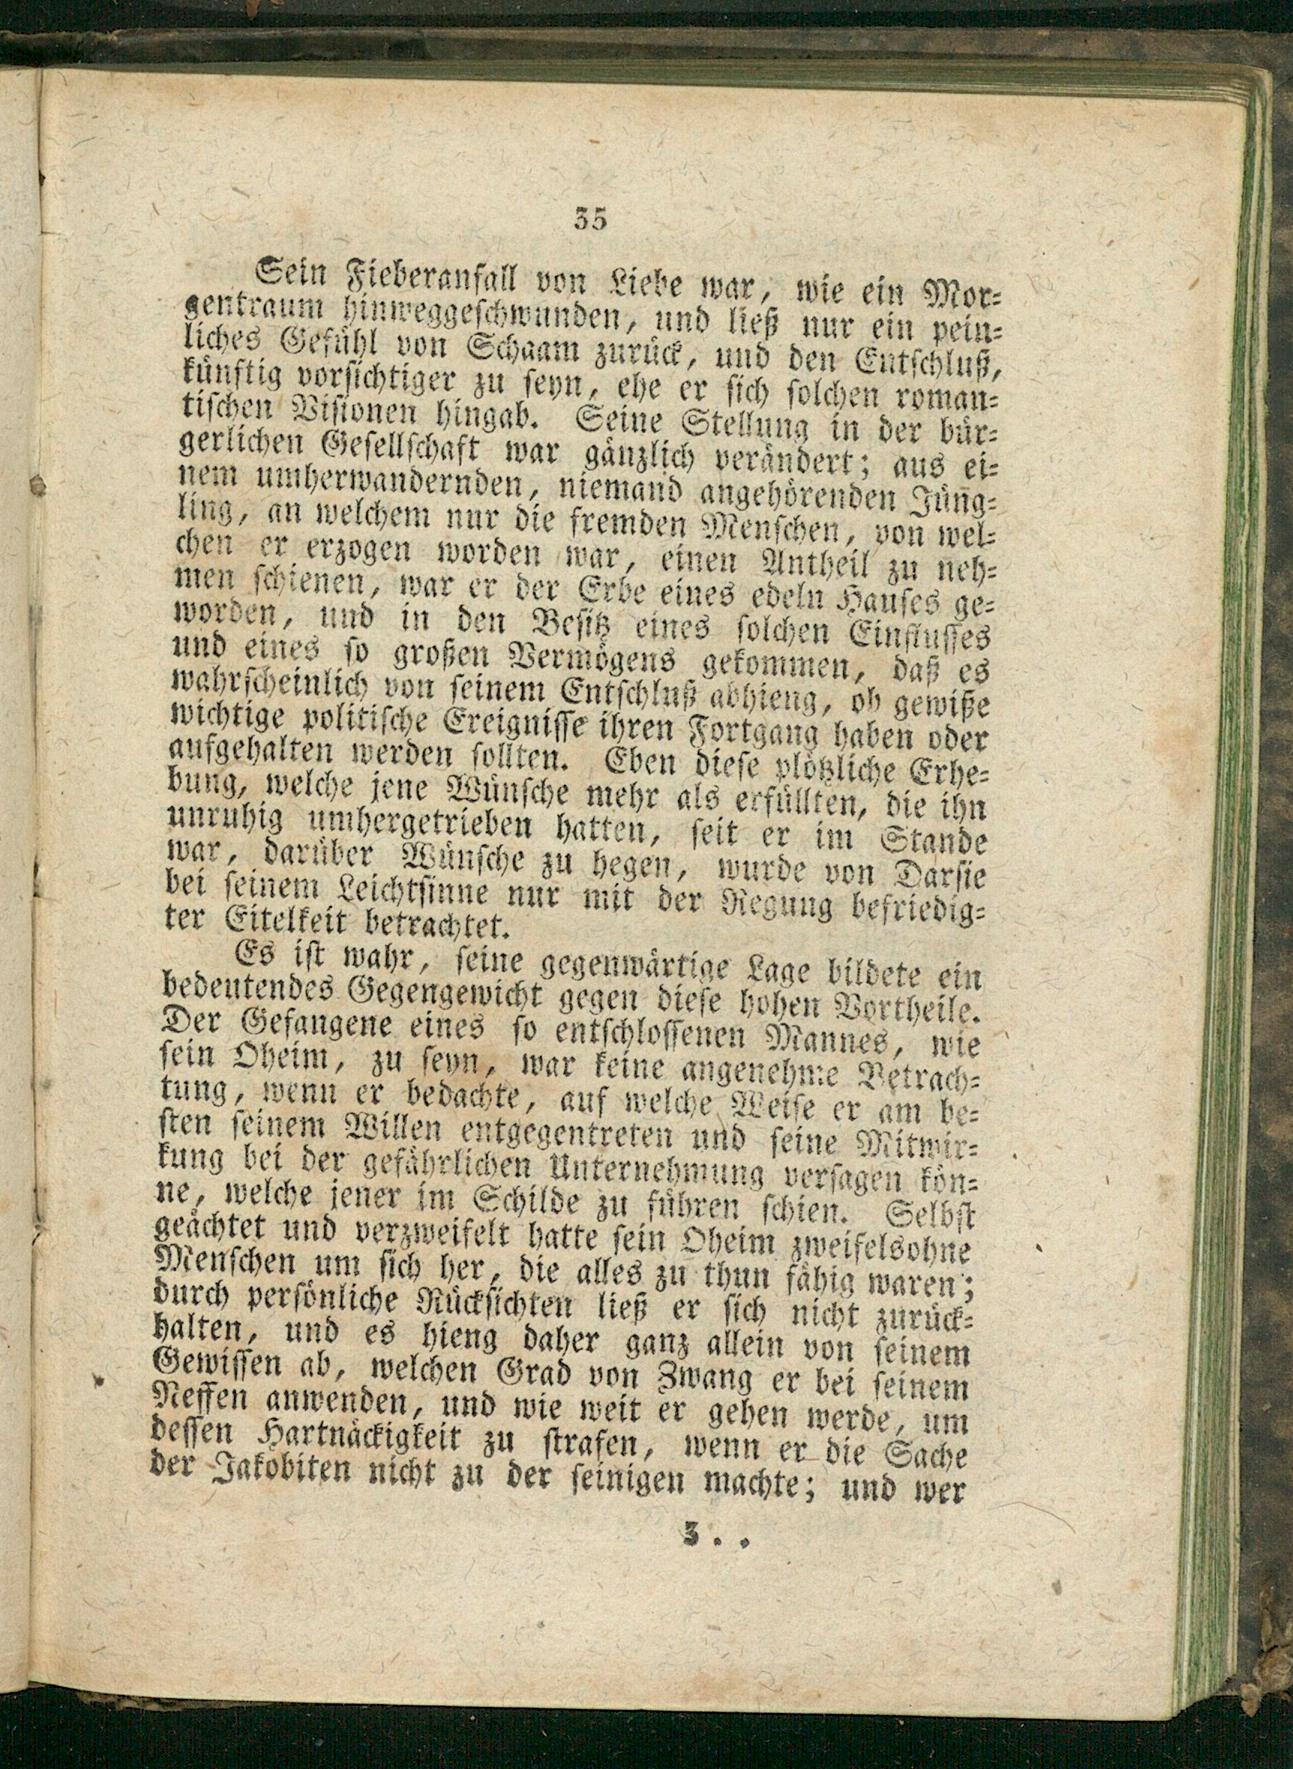 35
Sein Fieberanfall von Liebe war, wie ein Mor-
gentraum hinweggeschwunden, und ließ nur ein pein-
liches Gefühl von Schaam zurück, und den Entschluß,
künftig vorsichtiger zu seyn, ehe er sich solchen roman-
tischen Visionen hingab. Seine Stellung in der bür-
gerlichen Gesellschaft war gänzlich verändert; aus ei-
nem umherwandernden, niemand angehörenden Jüng-
ling, an welchem nur die fremden Menschen, von wel-
chen er erzogen worden war, einen Antheil zu neh-
men schienen, war er der Erbe eines edeln Hauses ge-
worden, und in den Besitz eines solchen Einflusses
und eines so großen Vermögens gekommen, daß es
wahrscheinlich von seinem Entschluß abhieng, ob gewiße
wichtige politische Ereignisse ihren Fortgang haben oder
aufgehalten werden sollten. Eben diese plötzliche Erhe-
bung, welche jene Wünsche mehr als erfüllten, die ihn
unruhig umhergetrieben hatten, seit er im Stande
war, darüber Wünsche zu hegen, wurde von Darsie
bei seinem Leichtsinne nur mit der Regung befriedig-
ter Eitelkeit betrachtet.
Es ist wahr, seine gegenwärtige Lage bildete ein
bedeutendes Gegengewicht gegen diese hohen Vortheile.
Der Gefangene eines so entschlossenen Mannes, wie
sein Oheim, zu seyn, war keine angenehme Betrach-
tung, wenn er bedachte, auf welche Weise er am be-
sten seinem Willen entgegentreten und seine Mitwir-
kung bei der gefährlichen Unternehmung versagen kön-
ne, welche jener im Schilde zu führen schien. Selbst
geächtet und verzweifelt hatte sein Oheim zweifelsohne
Menschen um sich her, die alles zu thun fähig waren;
durch persönliche Rücksichten ließ er sich nicht zurück-
halten, und es hieng daher ganz allein von seinem
Gewissen ab, welchen Grad von Zwang er bei seinem
Neffen anwenden, und wie weit er gehen werde, um
dessen Hartnäckigkeit zu strafen, wenn er die Sache
der Jakobiten nicht zu der seinigen machte; und wer
3 . .